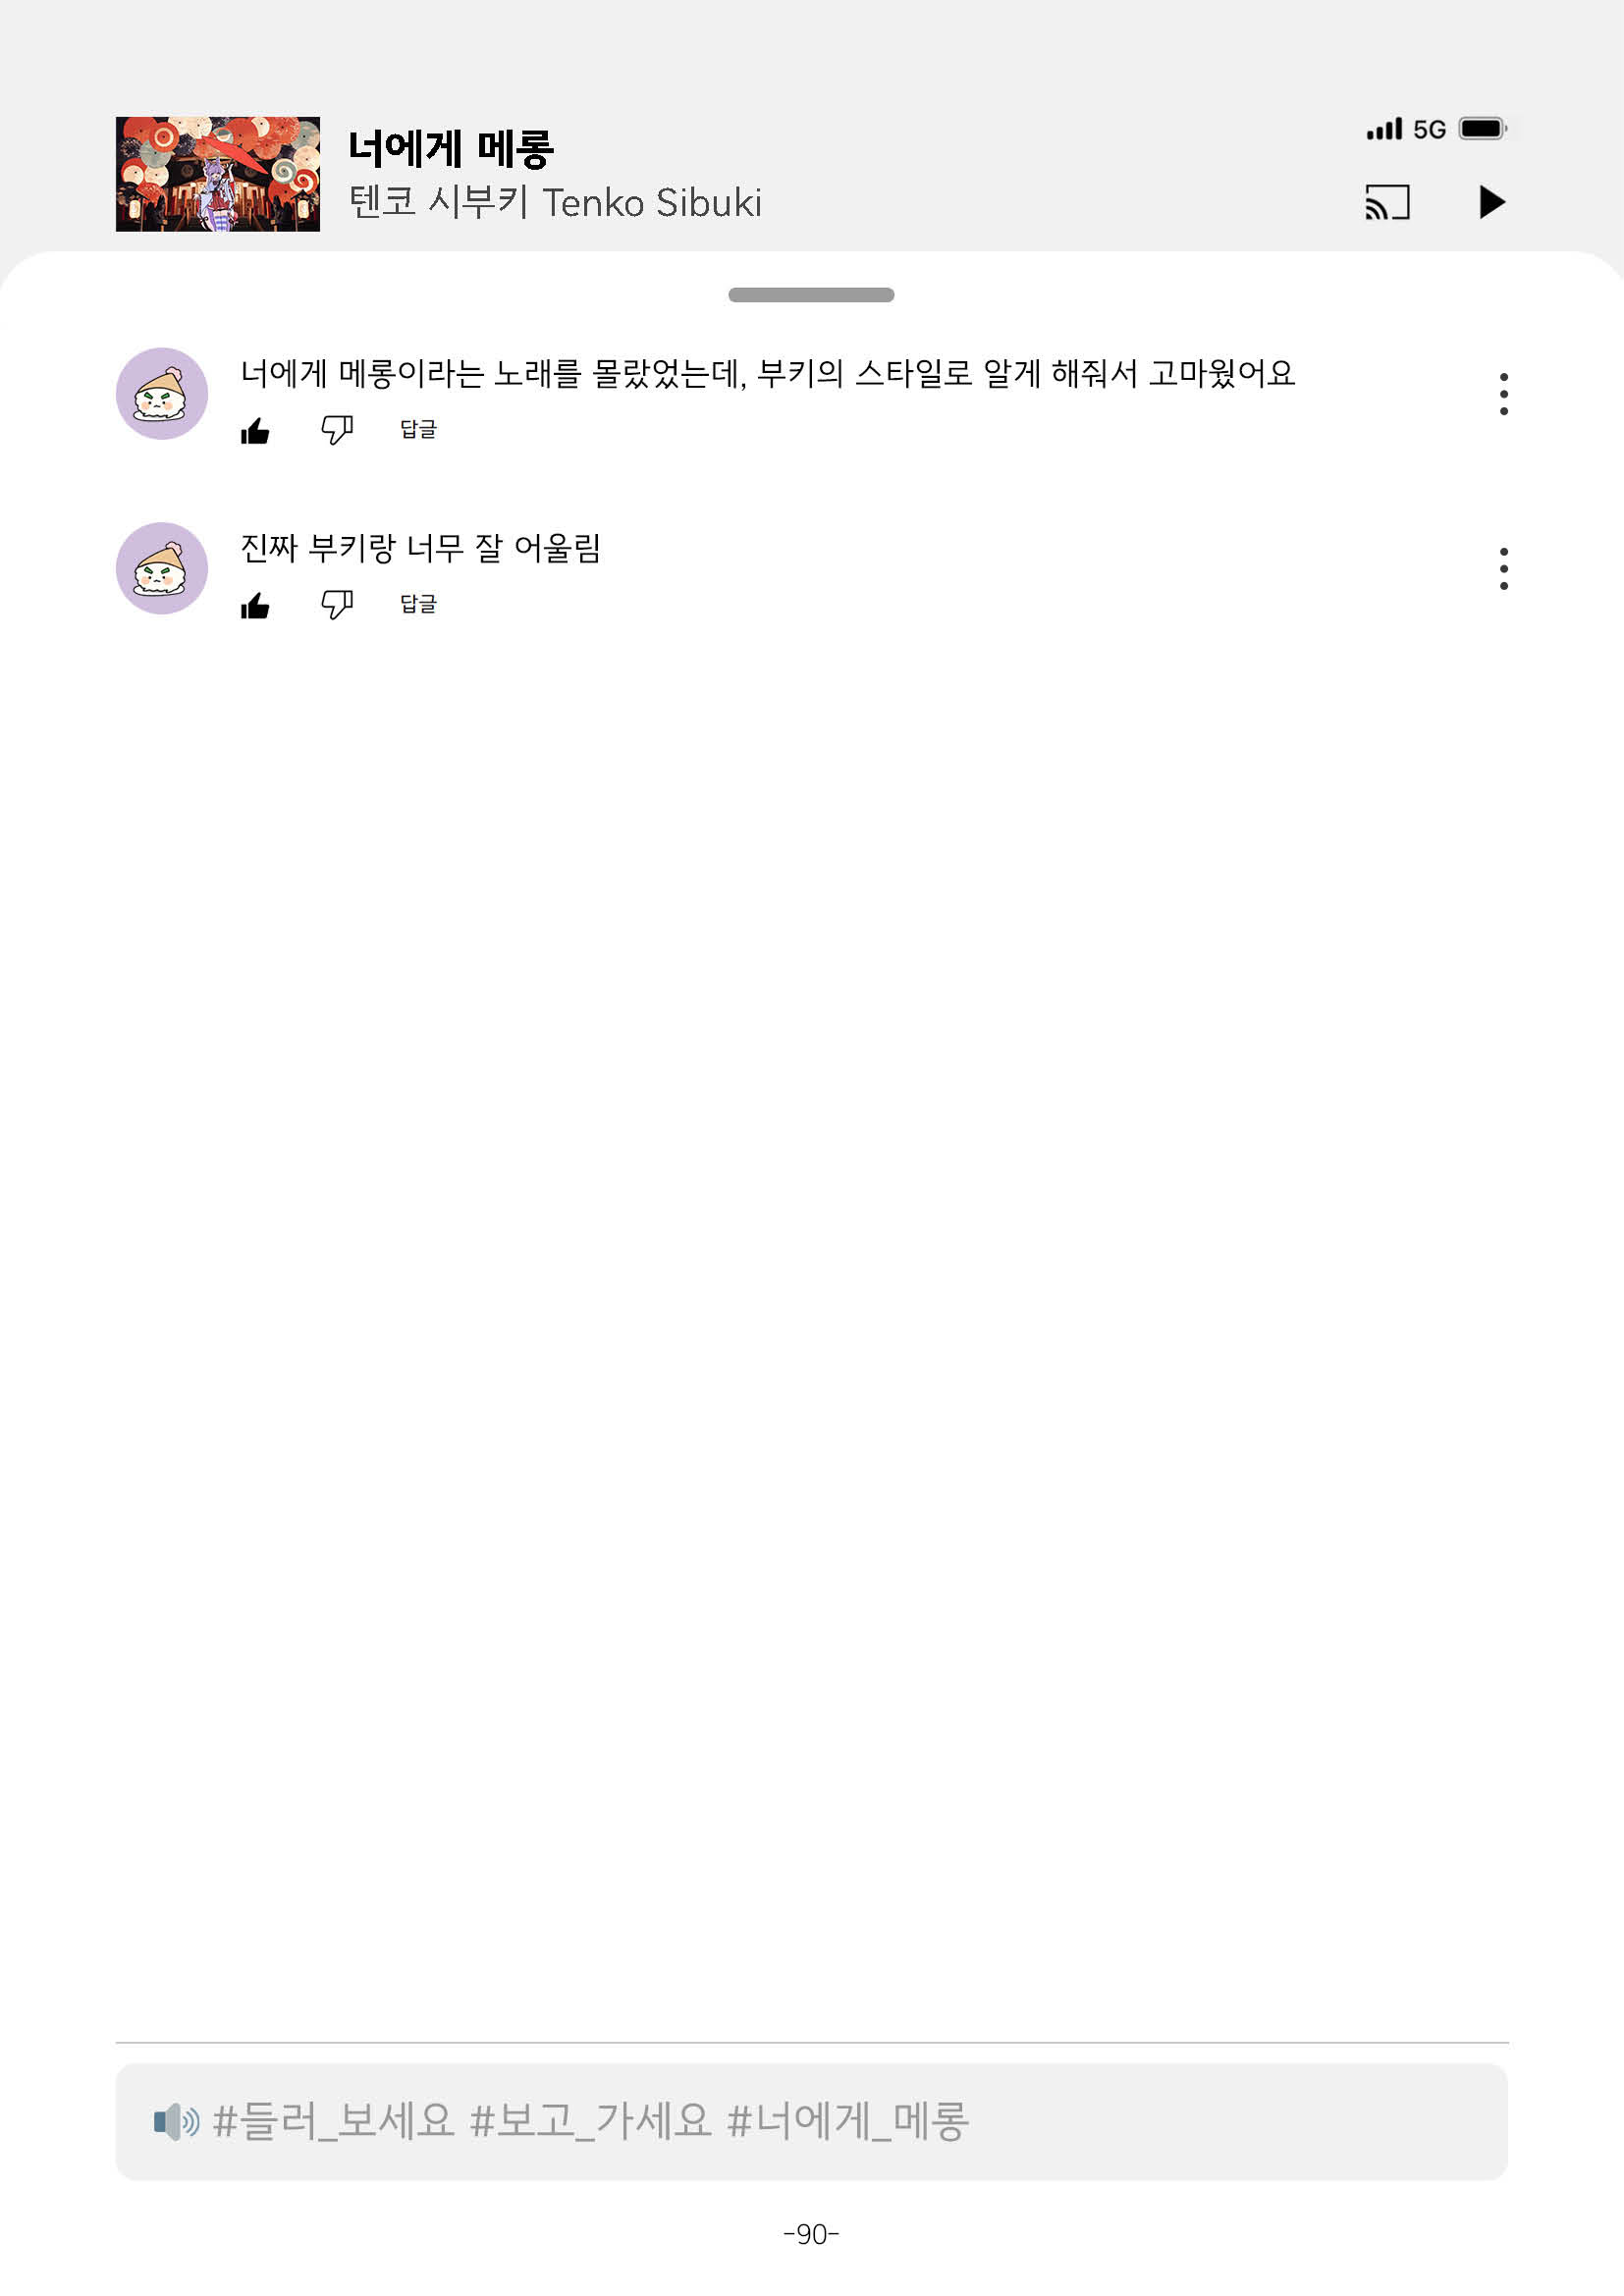 너에게 메롱
텐코 시부키 Tenko Sibuki
5G
너에게 메롱이라는 노래를 몰랐었는데, 부키의 스타일로 알게 해줘서 고마웠어요
답글
진짜 부키랑 너무 잘 어울림
답글
#들러_보세요 #보고_가세요 #너에게_메롱
-90-